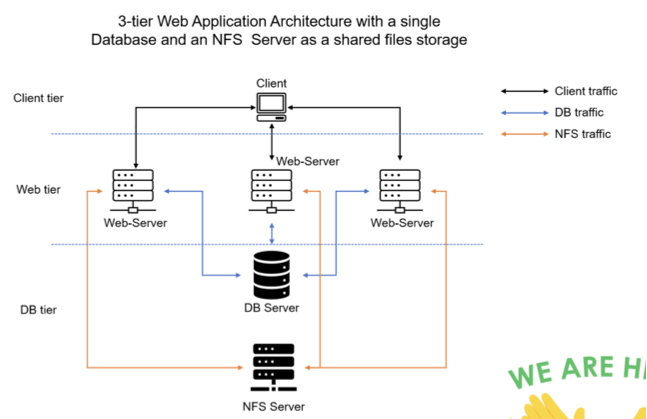 3-tier Web Application Architecture with a single
Database and an NFS Server as a shared files storage
Client
Client tier
Client traffic
DB traffic
NFS traffic
Web-Server
Web tier
Web-Server
Web-Server
DB Server
DB tier
NFS Server
WE ARE